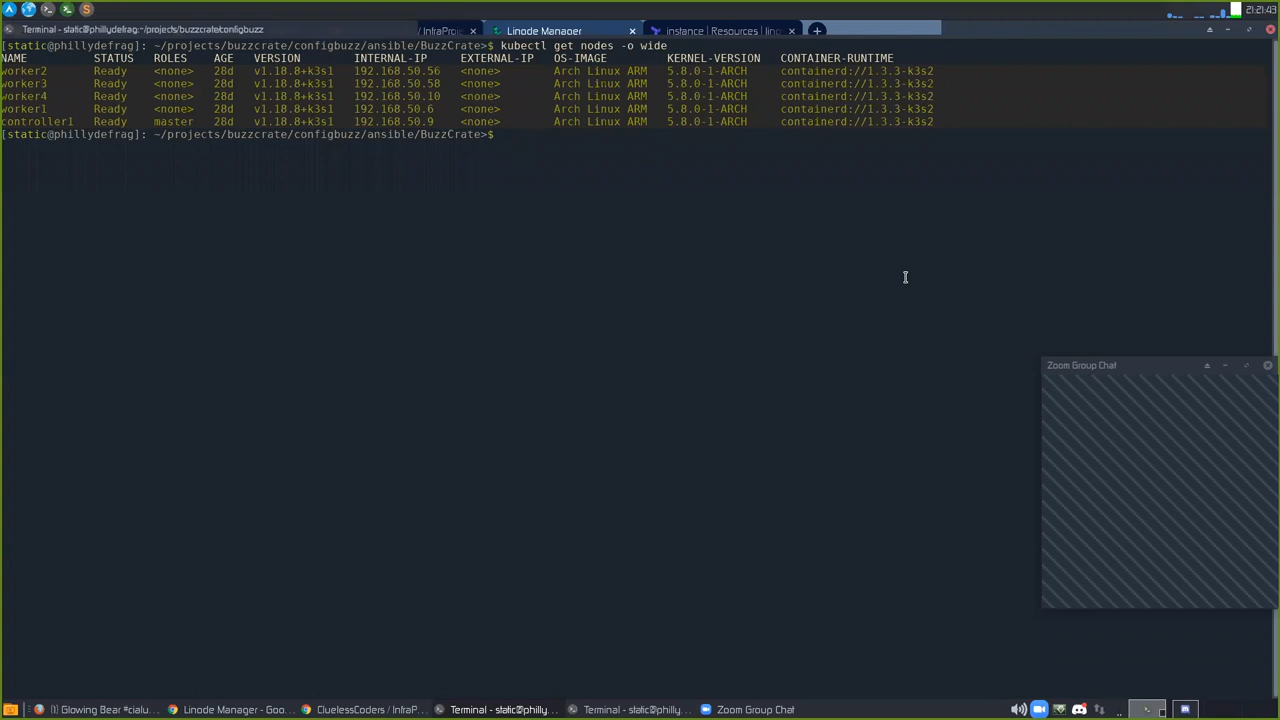 21:21:43
Terminal - static@phillydefrag:~/projects/buzzcrate/configbuzz
/ InfraProj
Linode Manager
instance | Resources | lino
[static@phillydefrag]: ~/projects/buzzcrate/configbuzz/ansible/BuzzCrate>$ kubectl get nodes -o wide
NAME STATUS ROLES AGE VERSION INTERNAL-IP EXTERNAL-IP OS-IMAGE KERNEL-VERSION CONTAINER-RUNTIME
worker2 Ready <none> 28d v1.18.8+k3s1 192.168.50.56 <none> Arch Linux ARM 5.8.0-1-ARCH containerd://1.3.3-k3s2
worker3 Ready <none> 28d v1.18.8+k3s1 192.168.50.58 <none> Arch Linux ARM 5.8.0-1-ARCH containerd://1.3.3-k3s2
worker4 Ready <none> 28d v1.18.8+k3s1 192.168.50.10 <none> Arch Linux ARM 5.8.0-1-ARCH containerd://1.3.3-k3s2
worker1 Ready <none> 28d v1.18.8+k3s1 192.168.50.6 <none> Arch Linux ARM 5.8.0-1-ARCH containerd://1.3.3-k3s2
controller1 Ready master 28d v1.18.8+k3s1 192.168.50.9 <none> Arch Linux ARM 5.8.0-1-ARCH containerd://1.3.3-k3s2
[static@phillydefrag]: ~/projects/buzzcrate/configbuzz/ansible/BuzzCrate>$
Zoom Group Chat
(1) Glowing Bear #cialu...
Linode Manager - Goo...
CluelessCoders / InfraP...
Terminal - static@philly...
Terminal - static@philly...
Zoom Group Chat